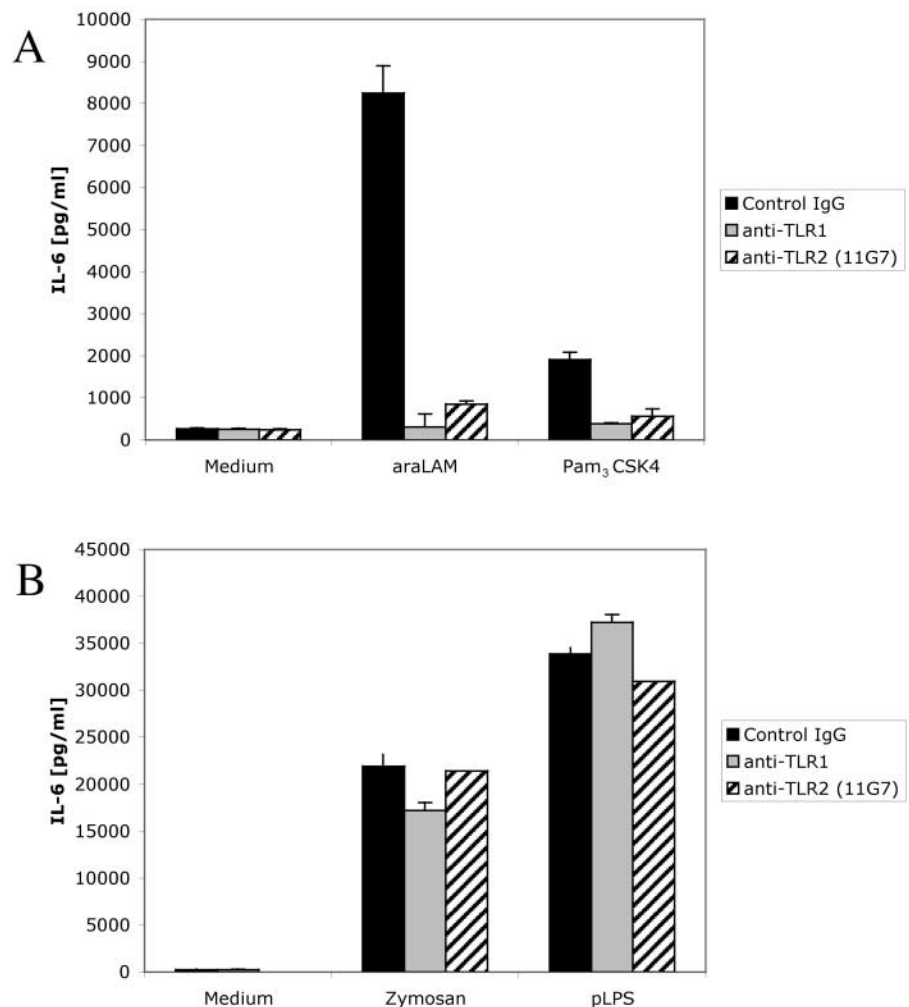 A
10000
9000
8000
7000
6000
5000
4000
3000
2000
1000
0
IL-6 [pg/ml]
Medium araLAM Pam₃CSK4
Control IgG
anti-TLR1
anti-TLR2 (11G7)
B
45000
40000
35000
30000
25000
20000
15000
10000
5000
0
IL-6 [pg/ml]
Medium Zymosan pLPS
Control IgG
anti-TLR1
anti-TLR2 (11G7)